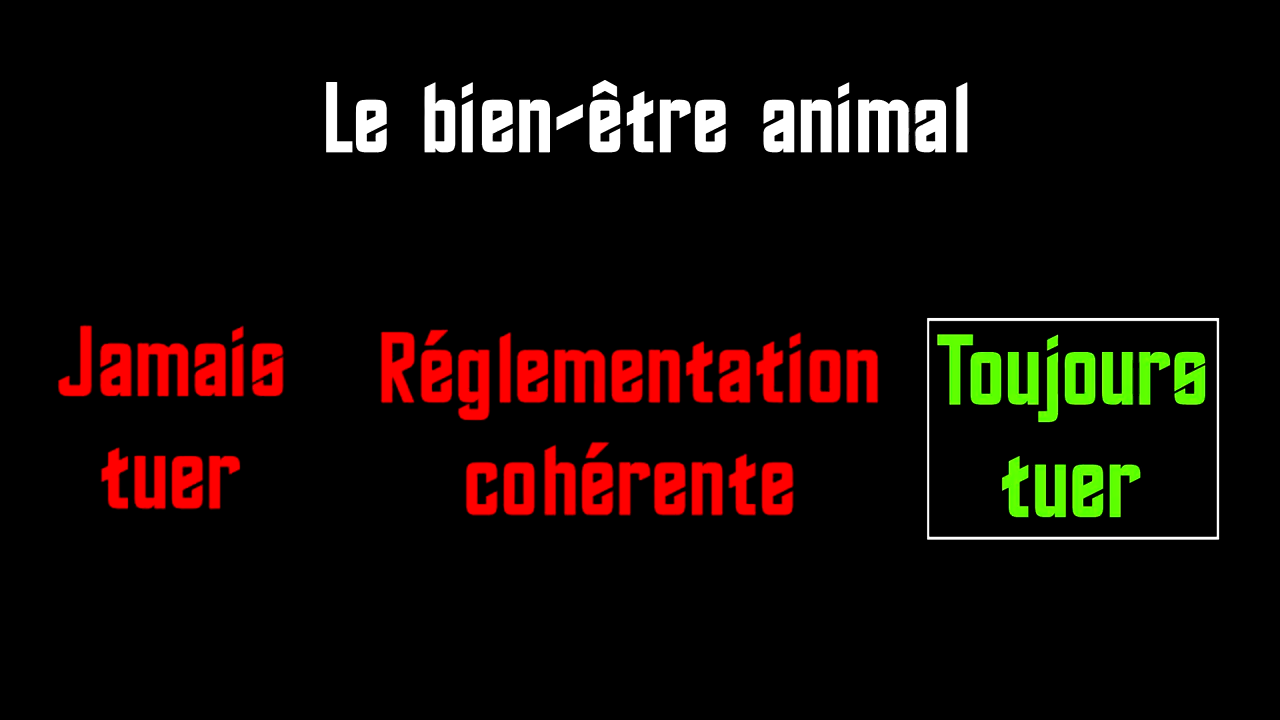 Le bien-être animal
Jamais
tuer
Réglementation
cohérente
Toujours
tuer